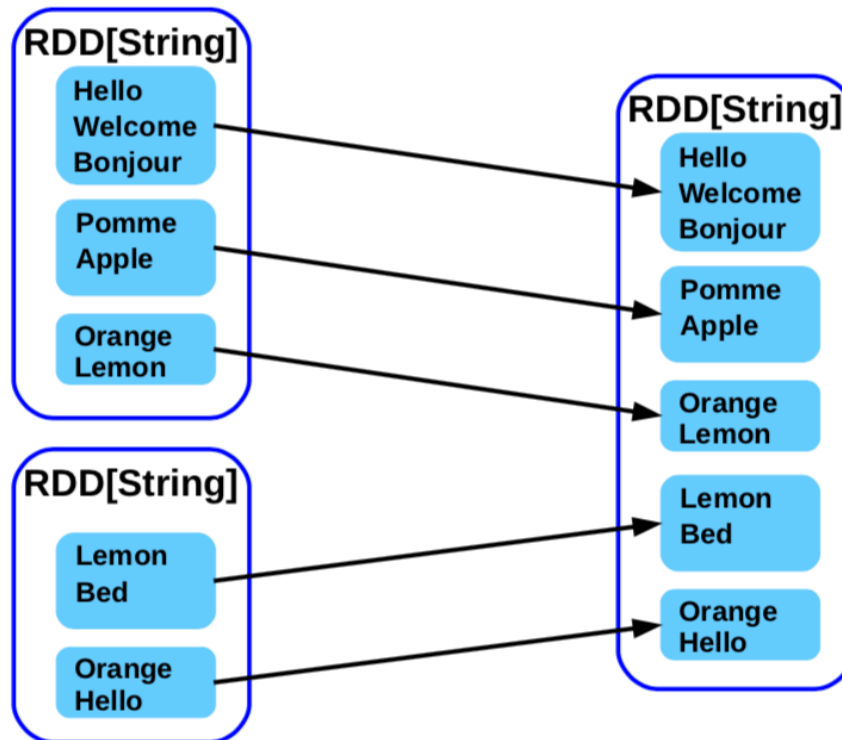 RDD[String]
Hello
Welcome
Bonjour
Pomme
Apple
Orange
Lemon
RDD[String]
Lemon
Bed
Orange
Hello
RDD[String]
Hello
Welcome
Bonjour
Pomme
Apple
Orange
Lemon
Lemon
Bed
Orange
Hello